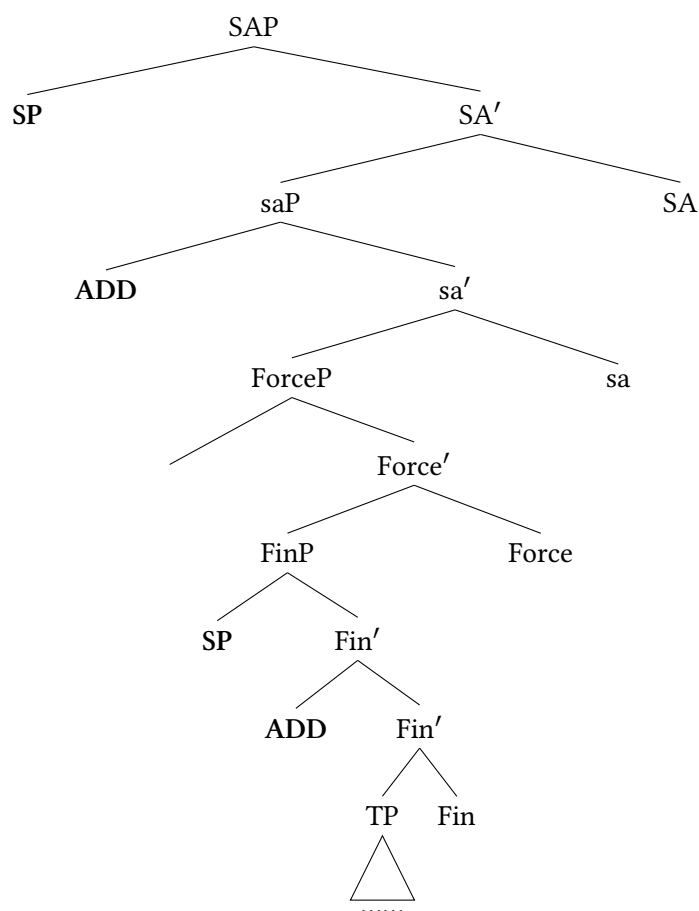 SAP
SP SA′
saP SA
ADD sa′
ForceP sa
Force′
FinP Force
SP Fin′
ADD Fin′
TP Fin
......